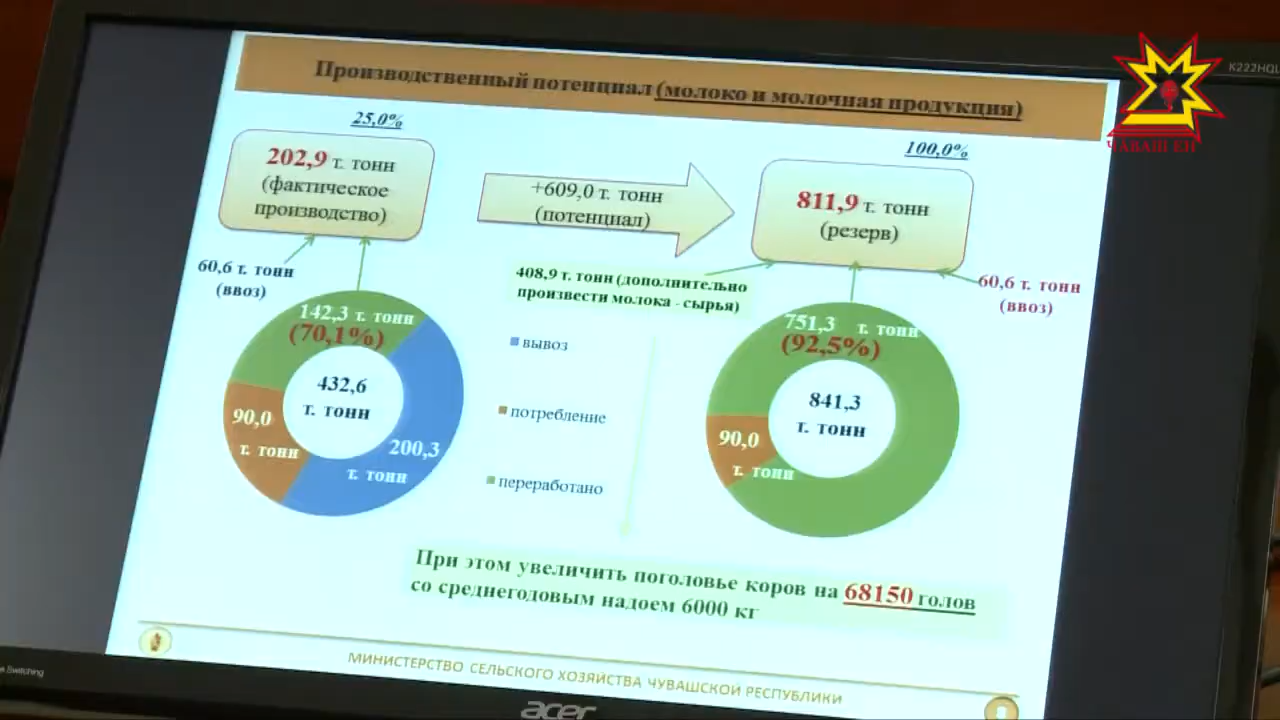 K222HQL
ЧӐВАШ ЕН
Производственный потенциал (молоко и молочная продукция)
25,0%
100,0%
202,9 т. тонн
(фактическое
производство)
+609,0 т. тонн
(потенциал)
811,9 т. тонн
(резерв)
60,6 т. тонн
(ввоз)
408,9 т. тонн (дополнительно
произвести молока - сырья)
60,6 т. тонн
(ввоз)
142,3 т. тонн
(70,1%)
432,6
т. тонн
90,0
т. тонн
200,3
т. тонн
вывоз
потребление
переработано
751,3 т. тонн
(92,5%)
841,3
т. тонн
90,0
т. тонн
При этом увеличить поголовье коров на 68150 голов
со среднегодовым надоем 6000 кг
МИНИСТЕРСТВО СЕЛЬСКОГО ХОЗЯЙСТВА ЧУВАШСКОЙ РЕСПУБЛИКИ
Switching
acer